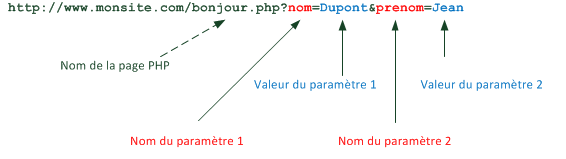 http://www.monsite.com/bonjour.php?nom=Dupont&prenom=Jean
Nom de la page PHP
Valeur du paramètre 1
Valeur du paramètre 2
Nom du paramètre 1
Nom du paramètre 2